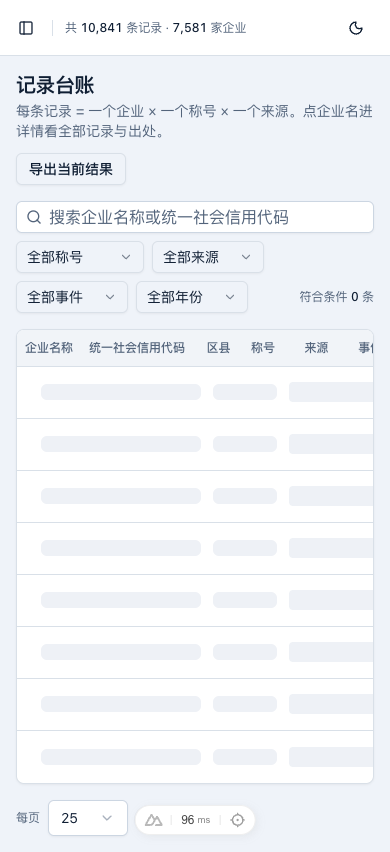 共 10,841 条记录 · 7,581 家企业
记录台账
每条记录 = 一个企业 × 一个称号 × 一个来源。点企业名进
详情看全部记录与出处。
导出当前结果
搜索企业名称或统一社会信用代码
全部称号 全部来源
全部事件 全部年份 符合条件 0 条
企业名称 统一社会信用代码 区县 称号 来源
每页 25 96 ms